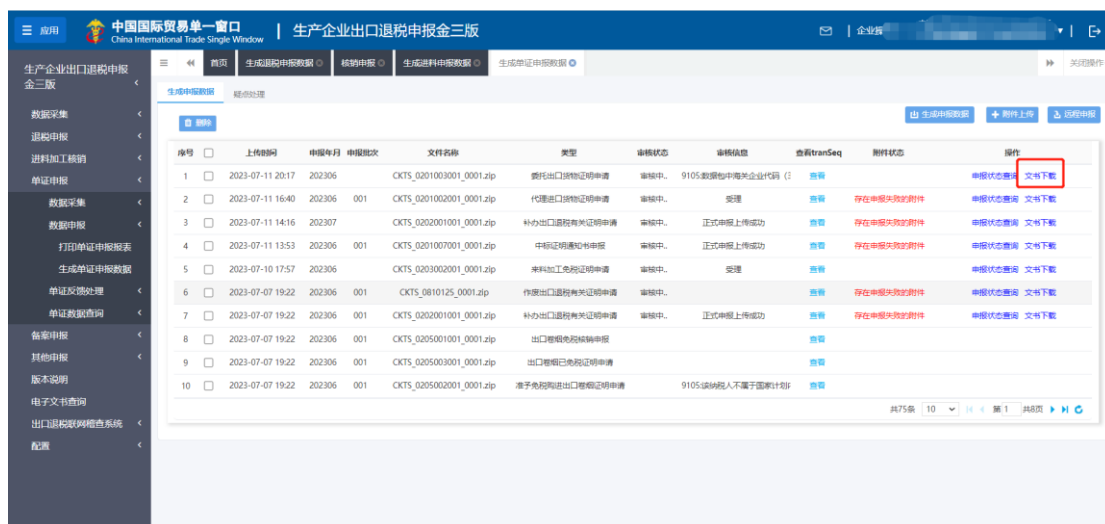 应用
中国国际贸易单一窗口
China International Trade Single Window
生产企业出口退税申报金三版
生产企业出口退税申报金三版
首页 生成退税申报数据 核销申报 生成进料申报数据 生成单证申报数据 关闭操作
生成申报数据 疑点处理
删除 生成申报数据 附件上传 远程申报
数据采集
退税申报
进料加工核销
单证申报
数据采集
数据申报
打印单证申报报表
生成单证申报数据
单证反馈处理
单证数据查询
备案申报
其他申报
版本说明
电子文书查询
出口退税联网稽查系统
配置
序号 上传时间 申报年月 申报批次 文件名称 类型 审核状态 审核信息 查看tranSeq 附件状态 操作
1 2023-07-11 20:17 202306 CKTS_0201003001_0001.zip 委托出口货物证明申请 审核中.. 9105:数据包中海关企业代码（ 查看 申报状态查询 文书下载
2 2023-07-11 16:40 202306 001 CKTS_0201002001_0001.zip 代理进口货物证明申请 审核中.. 受理 查看 存在申报失败的附件 申报状态查询 文书下载
3 2023-07-11 14:16 202307 CKTS_0202001001_0001.zip 补办出口退税有关证明申请 审核中.. 正式申报上传成功 查看 存在申报失败的附件 申报状态查询 文书下载
4 2023-07-11 13:53 202306 001 CKTS_0201007001_0001.zip 中标证明通知书申报 审核中.. 正式申报上传成功 查看 存在申报失败的附件 申报状态查询 文书下载
5 2023-07-10 17:57 202306 CKTS_0203002001_0001.zip 来料加工免税证明申请 审核中.. 受理 查看 申报状态查询 文书下载
6 2023-07-07 19:22 202306 001 CKTS_0810125_0001.zip 作废出口退税有关证明申请 审核中.. 查看 存在申报失败的附件 申报状态查询 文书下载
7 2023-07-07 19:22 202306 001 CKTS_0202001001_0001.zip 补办出口退税有关证明申请 审核中.. 正式申报上传成功 查看 存在申报失败的附件 申报状态查询 文书下载
8 2023-07-07 19:22 202306 001 CKTS_0205001001_0001.zip 出口卷烟免税核销申报 查看
9 2023-07-07 19:22 202306 001 CKTS_0205003001_0001.zip 出口卷烟已免税证明申请 查看
10 2023-07-07 19:22 202306 001 CKTS_0205002001_0001.zip 准予免税购进出口卷烟证明申请 9105:该纳税人不属于国家计划 查看
共75条 10 第 1 共8页